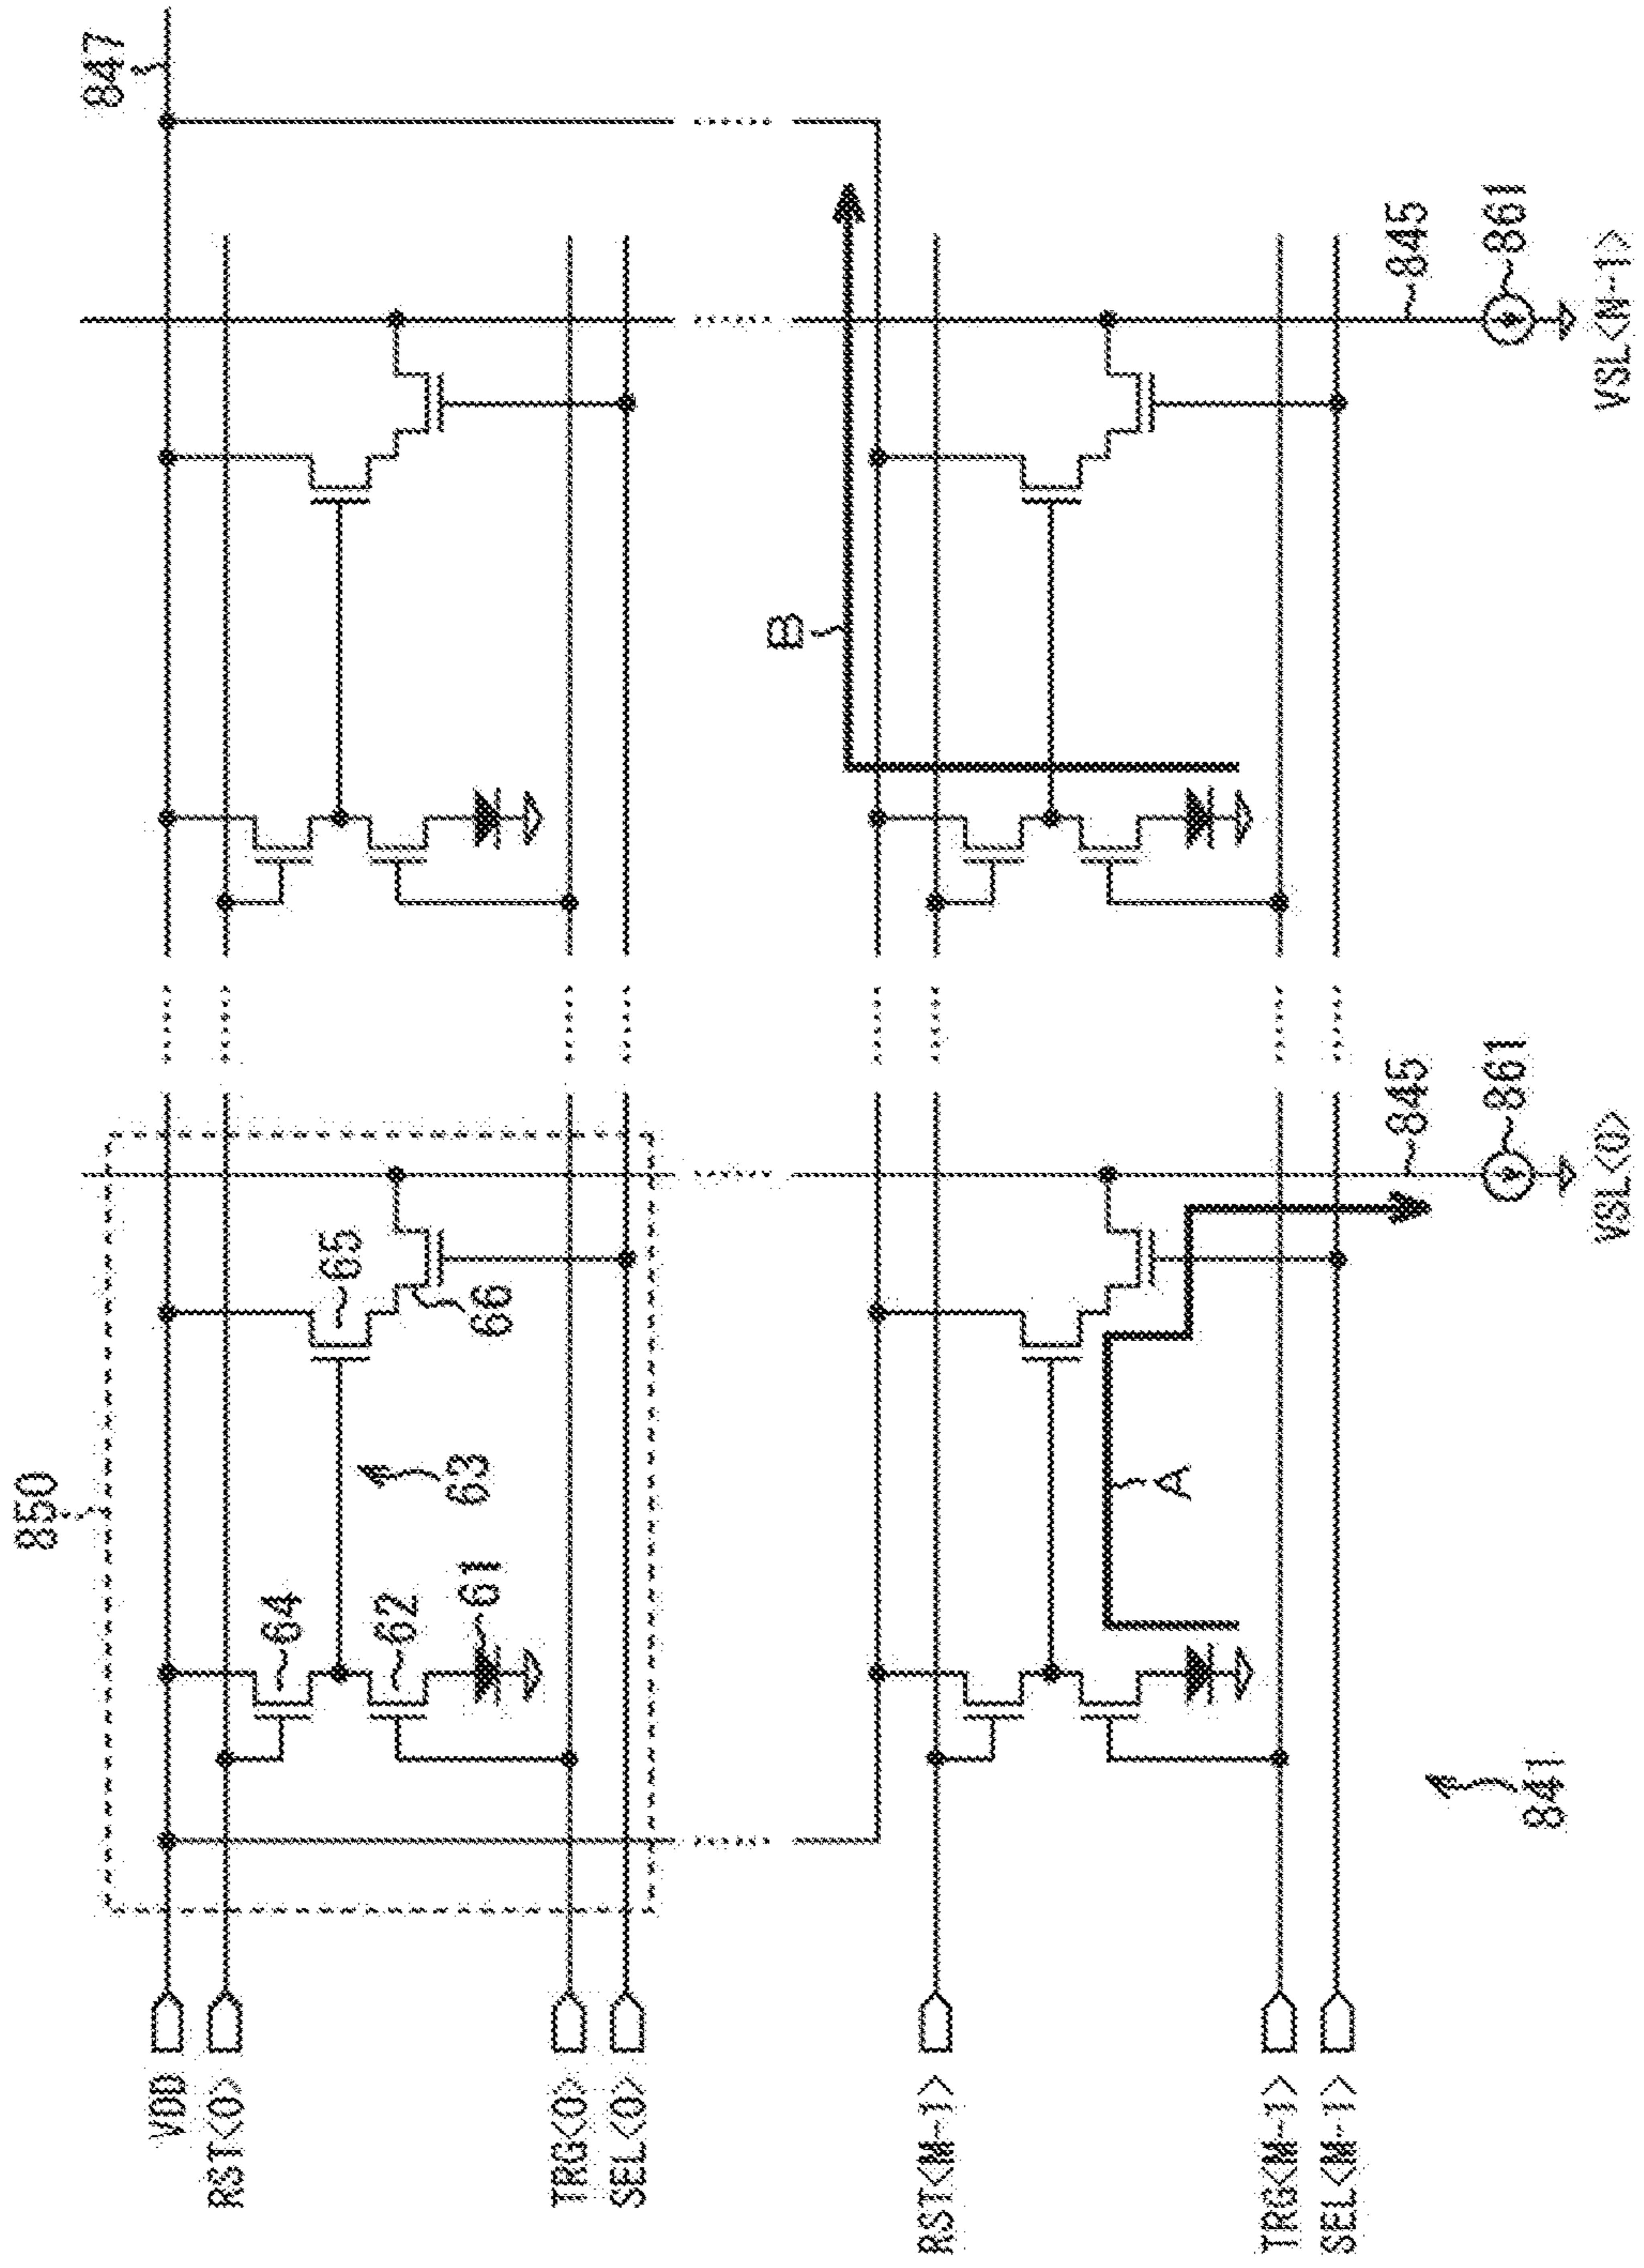 850
847
VDD
RST<0>
64
65
62
63
61
66
TRG<0>
SEL<0>
B
RST<M-1>
A
TRG<M-1>
SEL<M-1>
845
845
861
861
841
VSL<0>
VSL<N-1>